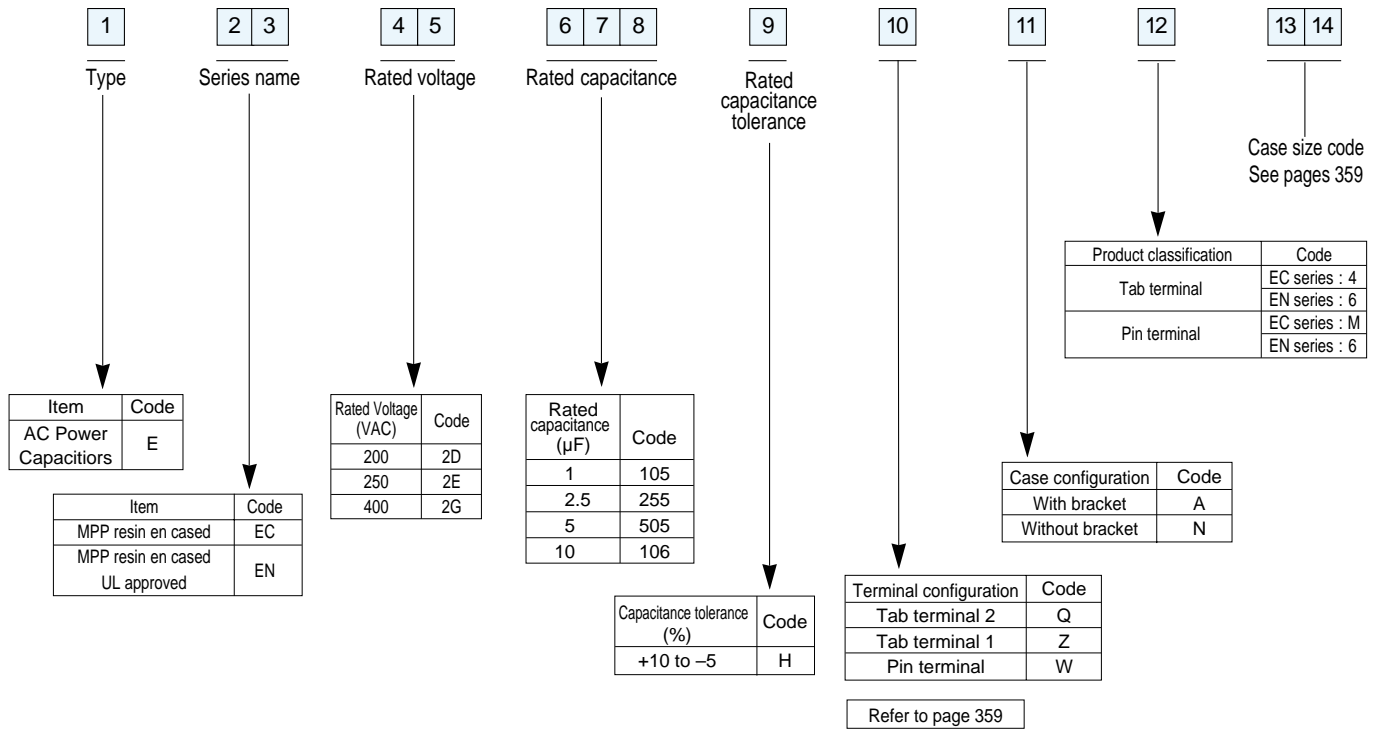 1 2 3 4 5 6 7 8 9 10 11 12 13 14
Type
Series name
Rated voltage
Rated capacitance
Rated
capacitance
tolerance
Case size code
See pages 359
Product classification Code
Tab terminal EC series : 4
EN series : 6
Pin terminal EC series : M
EN series : 6
Item Code
AC Power
Capacitiors E
Item Code
MPP resin en cased EC
MPP resin en cased
UL approved EN
Rated Voltage
(VAC) Code
200 2D
250 2E
400 2G
Rated
capacitance
(µF) Code
1 105
2.5 255
5 505
10 106
Capacitance tolerance
(%) Code
+10 to –5 H
Case configuration Code
With bracket A
Without bracket N
Terminal configuration Code
Tab terminal 2 Q
Tab terminal 1 Z
Pin terminal W
Refer to page 359